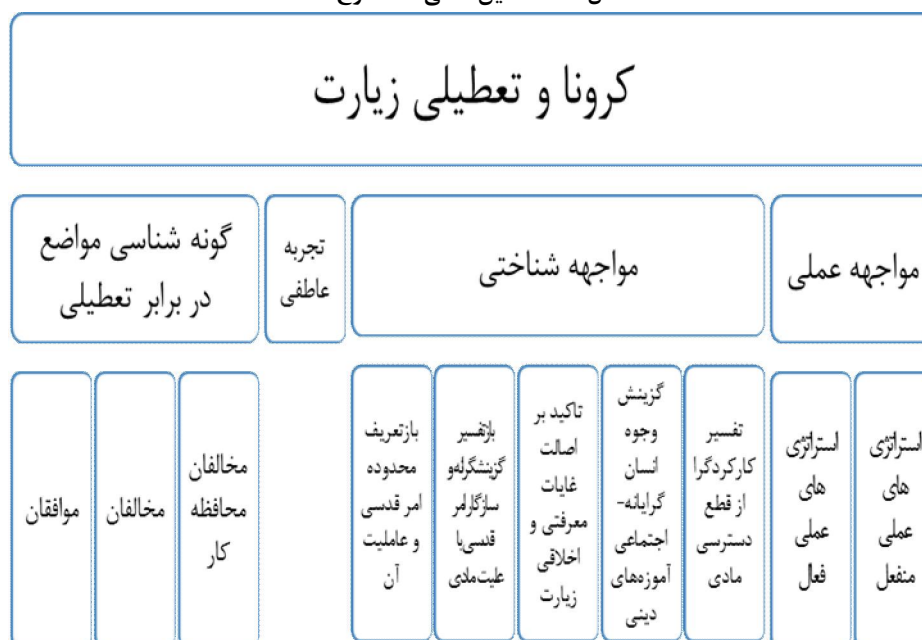 کرونا و تعطیلی زیارت
مواجهه عملی
مواجهه شناختی
تجربه
عاطفی
گونه شناسی مواضع
در برابر تعطیلی
استراتژی
های
عملی
منفعل
استراتژی
های
عملی
فعال
تفسیر
کارکردگرا
از قطع
دسترسی
مادی
گزینش
وجوه
انسان
گرایانه-
اجتماعی
آموزه‌های
دینی
تاکید بر
اصالت
غایات
معرفتی و
اخلاقی
زیارت
بازتفسیر
گزینشگرانه و
سازگار امر
قدسی با
علیت مادی
بازتعریف
محدوده
امر قدسی
و عاملیت
آن
مخالفان
محافظه
کار
مخالفان
موافقان